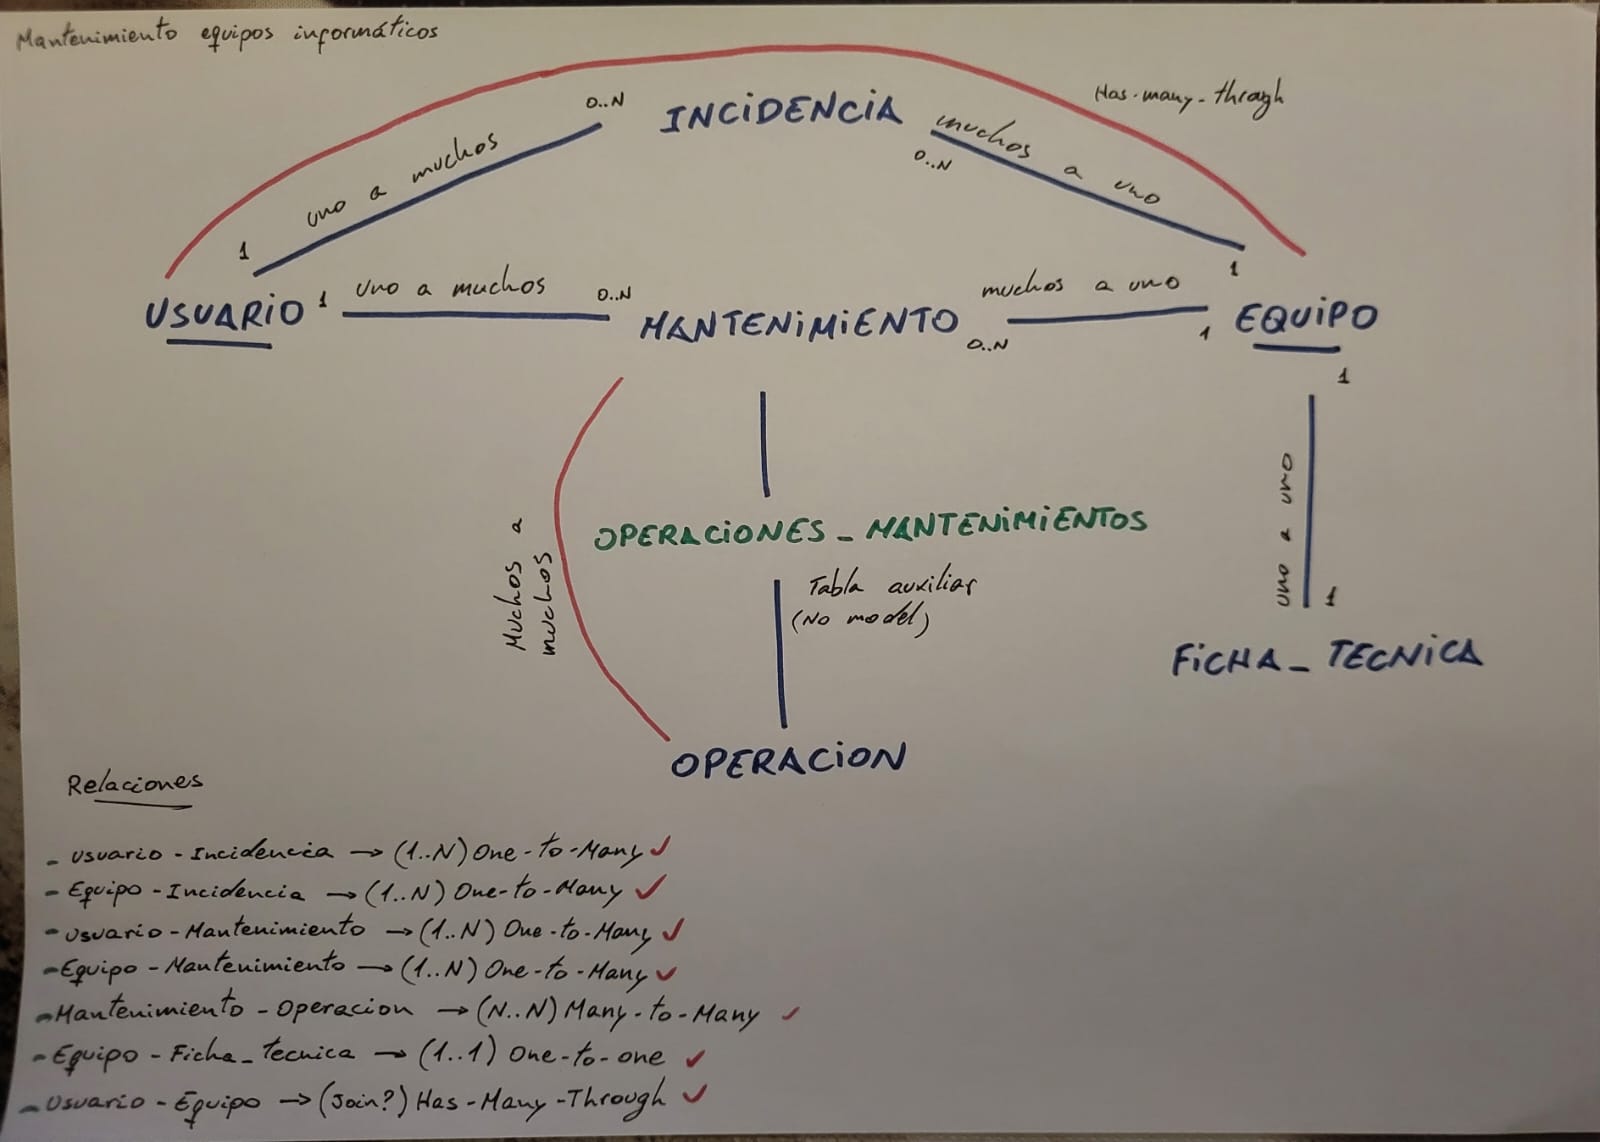 Mantenimiento equipos informáticos
Has-many-through
0..N
INCIDENCIA
muchos a uno
0..N
uno a muchos
1
1
USUARIO
1
uno a muchos
0..N
MANTENIMIENTO
0..N
muchos a uno
1
EQUIPO
1
uno a uno
1
FICHA_TECNICA
Muchos a
muchos
OPERACIONES_MANTENIMIENTOS
Tabla auxiliar
(No model)
OPERACION
Relaciones
- Usuario - Incidencia → (1..N) One-to-Many ✓
- Equipo - Incidencia → (1..N) One-to-Many ✓
- Usuario - Mantenimiento → (1..N) One-to-Many ✓
- Equipo - Mantenimiento → (1..N) One-to-Many ✓
- Mantenimiento - Operacion → (N..N) Many-to-Many ✓
- Equipo - Ficha_tecnica → (1..1) One-to-one ✓
- Usuario - Equipo → (Join?) Has-Many-Through ✓